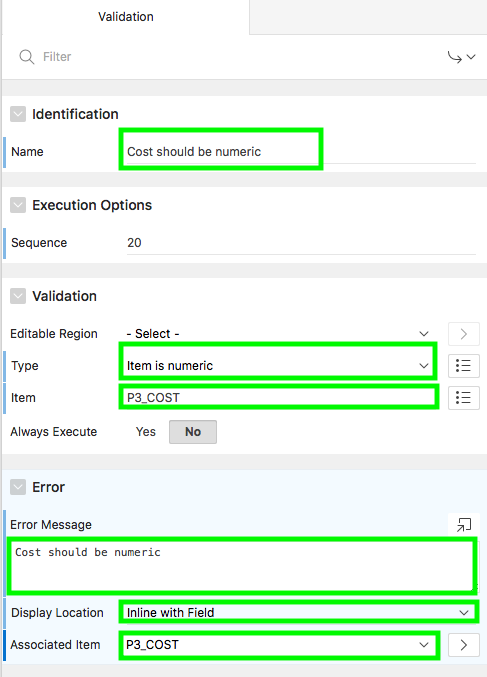 Validation
Filter
Identification
Name Cost should be numeric
Execution Options
Sequence 20
Validation
Editable Region - Select -
Type Item is numeric
Item P3_COST
Always Execute Yes No
Error
Error Message
Cost should be numeric
Display Location Inline with Field
Associated Item P3_COST